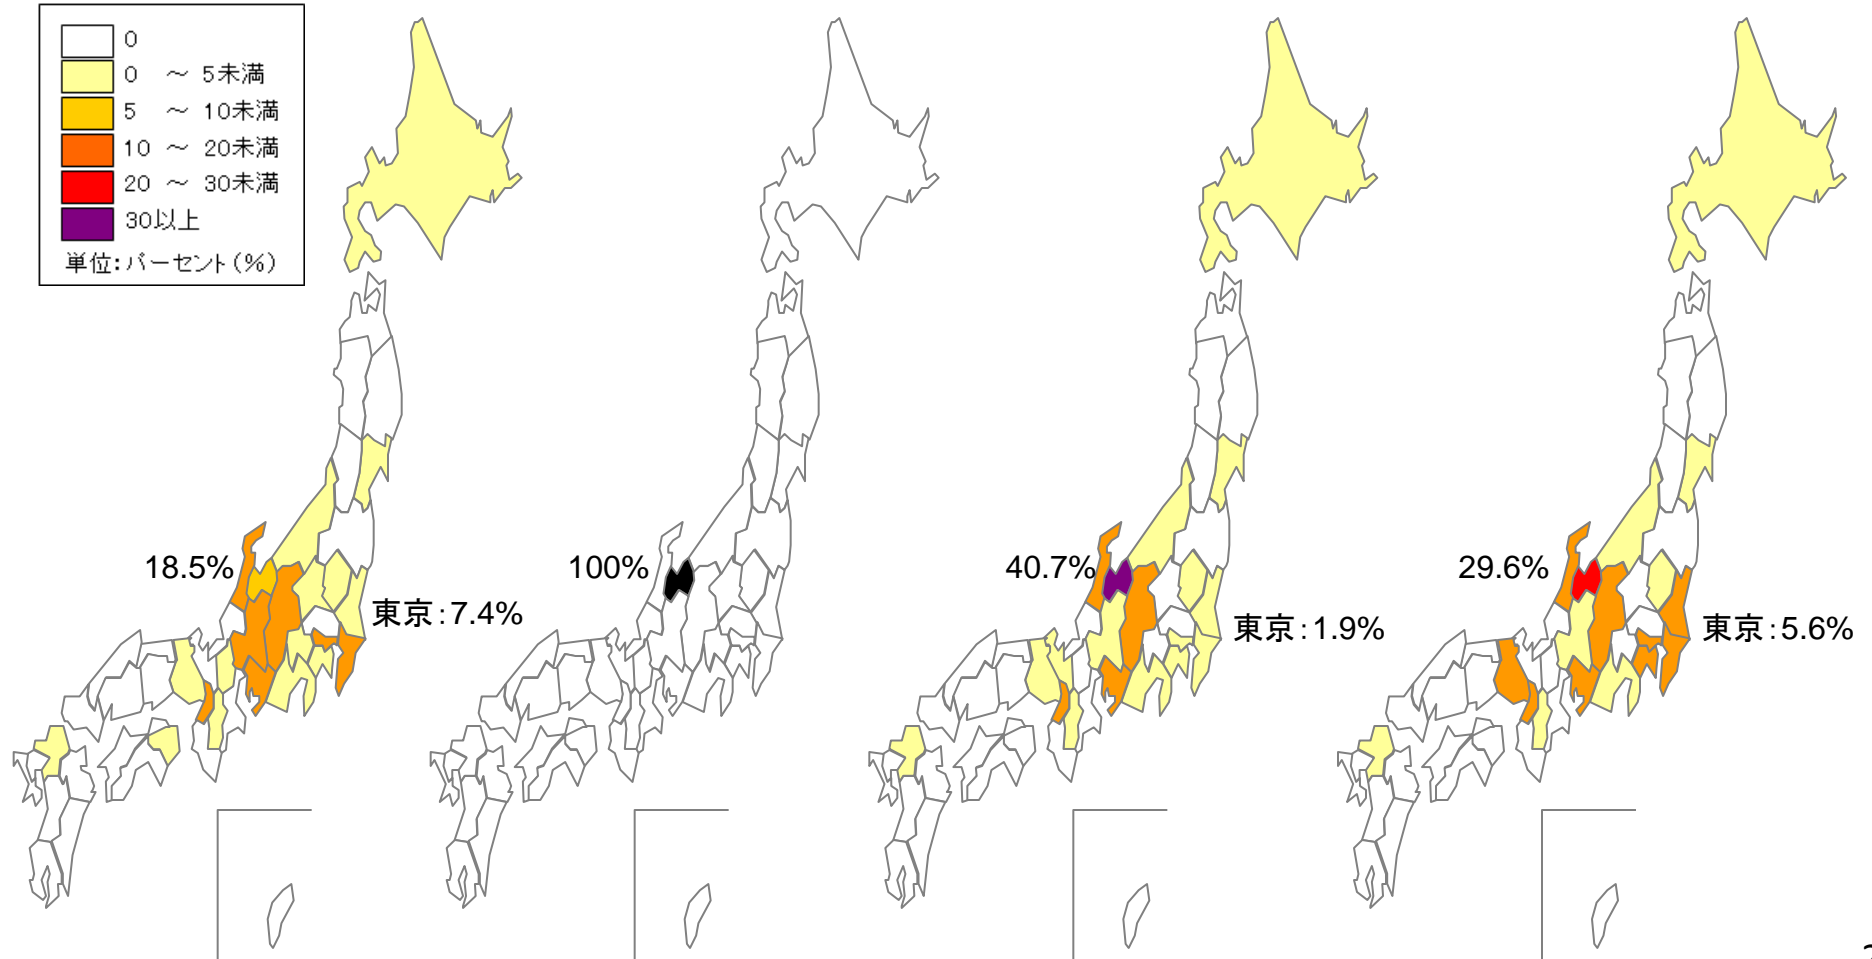 0
0 ～ 5未満
5 ～ 10未満
10 ～ 20未満
20 ～ 30未満
30以上
単位：パーセント（％）
18.5%
東京：7.4%
100%
40.7%
東京：1.9%
29.6%
東京：5.6%